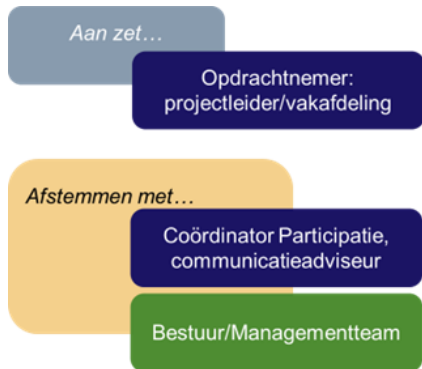 Aan zet…
Opdrachtnemer:
projectleider/vakafdeling
Afstemmen met…
Coördinator Participatie,
communicatieadviseur
Bestuur/Managementteam